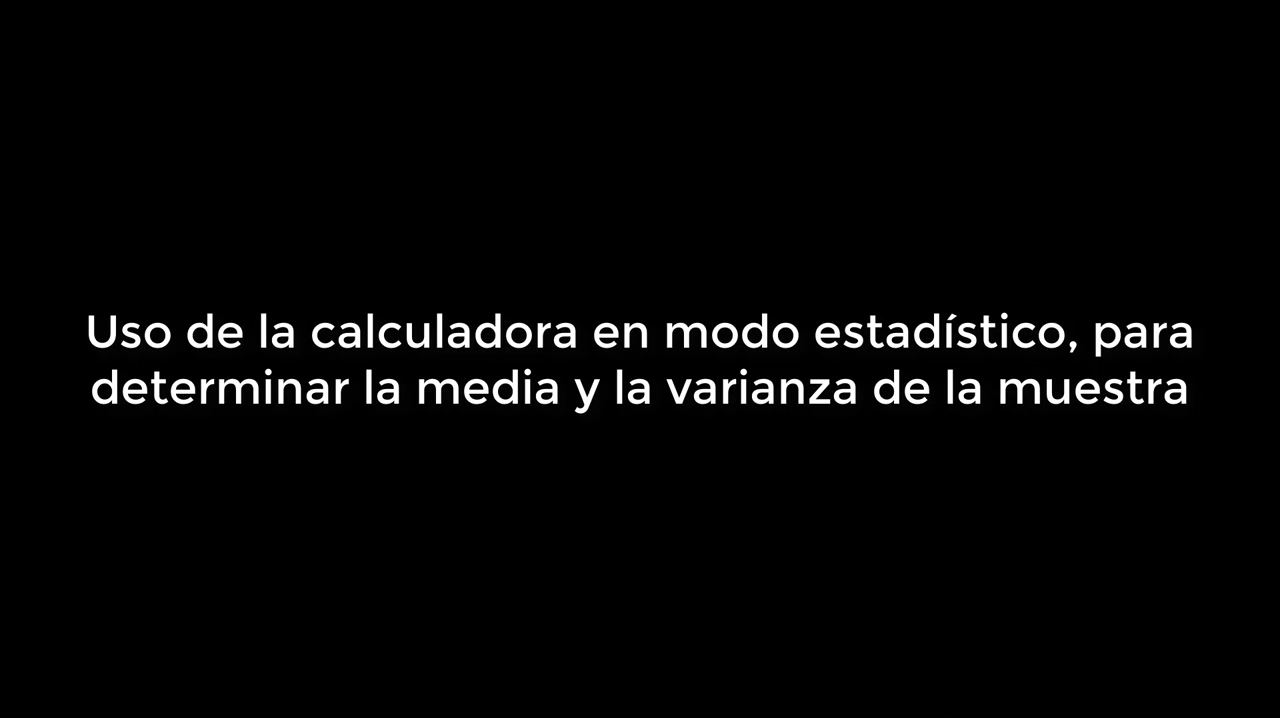 Uso de la calculadora en modo estadístico, para
determinar la media y la varianza de la muestra